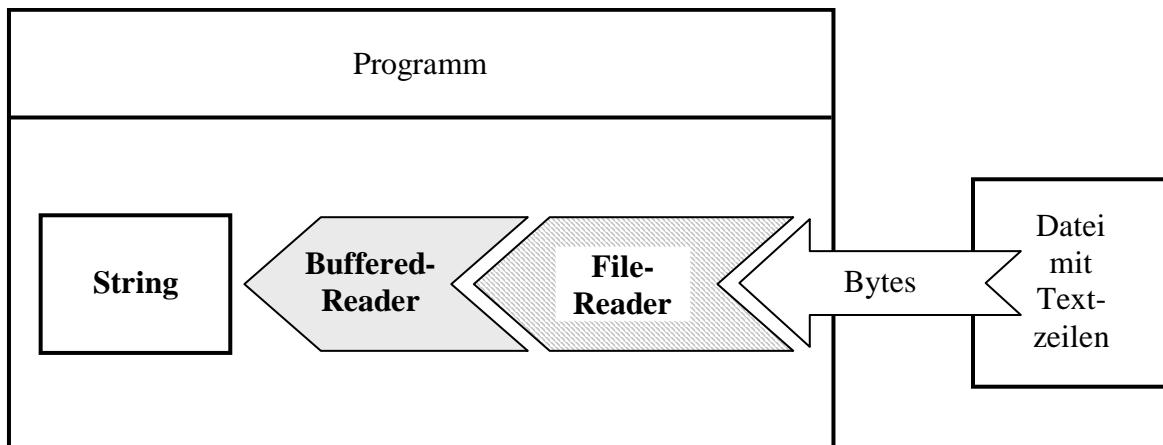 Programm
String
Buffered-
Reader
File-
Reader
Bytes
Datei
mit
Text-
zeilen